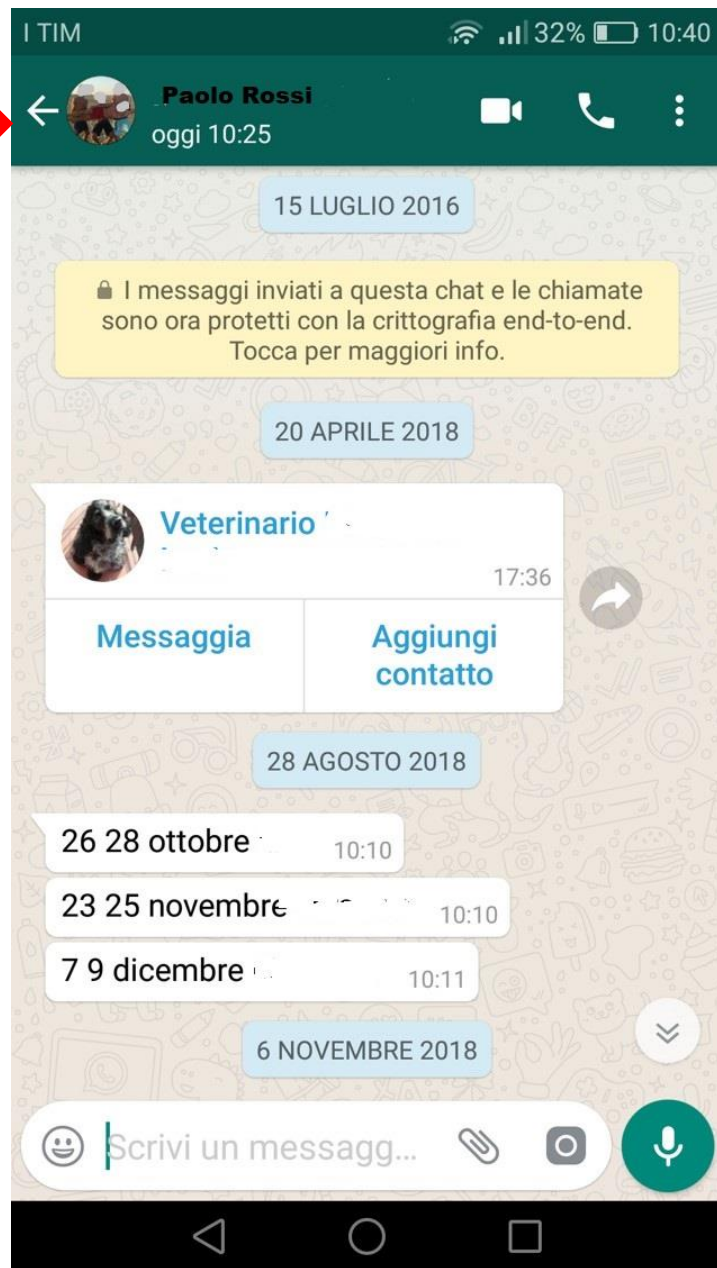 I TIM 32% 10:40
Paolo Rossi
oggi 10:25
15 LUGLIO 2016
I messaggi inviati a questa chat e le chiamate
sono ora protetti con la crittografia end-to-end.
Tocca per maggiori info.
20 APRILE 2018
Veterinario
17:36
Messaggia Aggiungi
contatto
28 AGOSTO 2018
26 28 ottobre 10:10
23 25 novembre 10:10
7 9 dicembre 10:11
6 NOVEMBRE 2018
Scrivi un messagg...